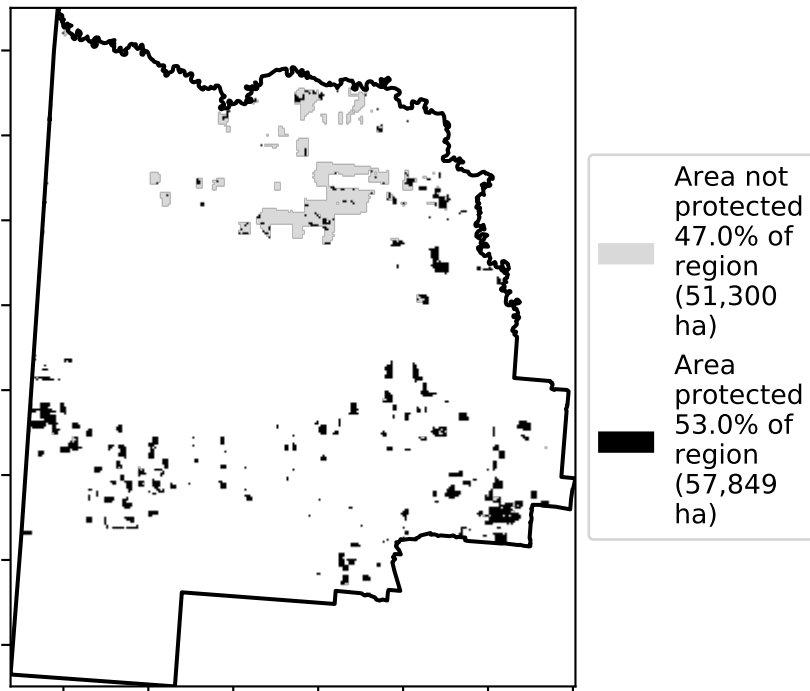 Area not
protected
47.0% of
region
(51,300
ha)
Area
protected
53.0% of
region
(57,849
ha)